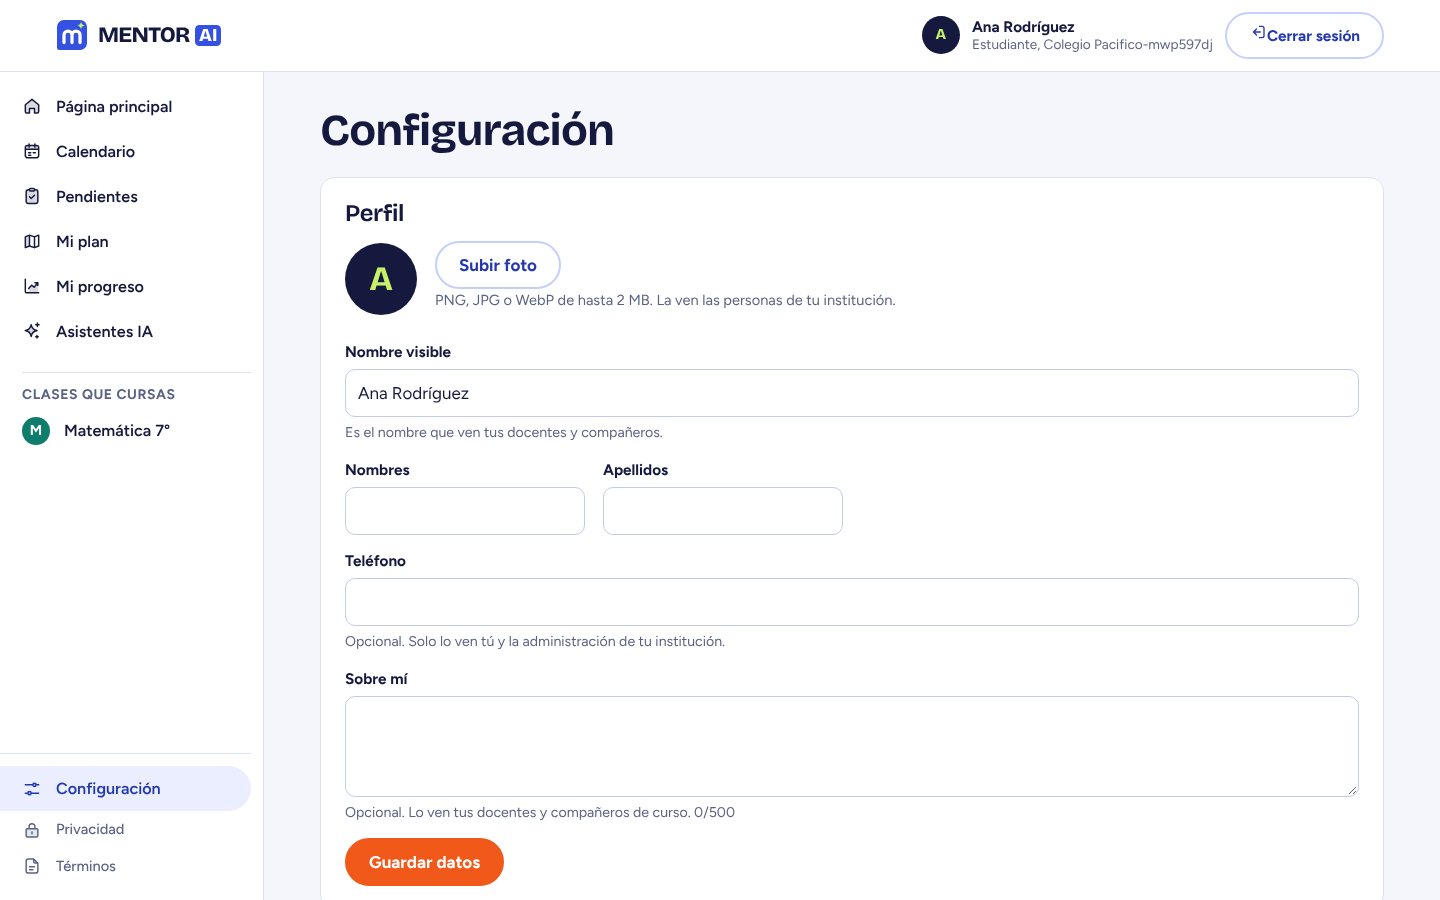 MENTOR AI
A
Ana Rodríguez
Estudiante, Colegio Pacifico-mwp597dj
Cerrar sesión
Página principal
Calendario
Pendientes
Mi plan
Mi progreso
Asistentes IA
CLASES QUE CURSAS
M
Matemática 7°
Configuración
Privacidad
Términos
Configuración
Perfil
A
Subir foto
PNG, JPG o WebP de hasta 2 MB. La ven las personas de tu institución.
Nombre visible
Ana Rodríguez
Es el nombre que ven tus docentes y compañeros.
Nombres Apellidos
Teléfono
Opcional. Solo lo ven tú y la administración de tu institución.
Sobre mí
Opcional. Lo ven tus docentes y compañeros de curso. 0/500
Guardar datos